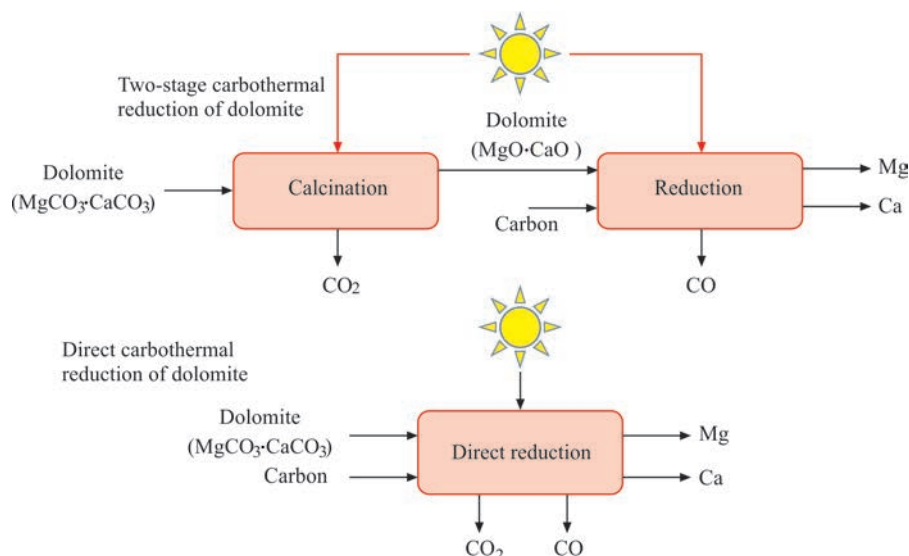 Two-stage carbothermal
reduction of dolomite
Dolomite
(MgO·CaO )
Dolomite
(MgCO₃·CaCO₃)
Calcination
Reduction
Mg
Ca
Carbon
CO₂
CO
Direct carbothermal
reduction of dolomite
Dolomite
(MgCO₃·CaCO₃)
Carbon
Direct reduction
Mg
Ca
CO₂
CO